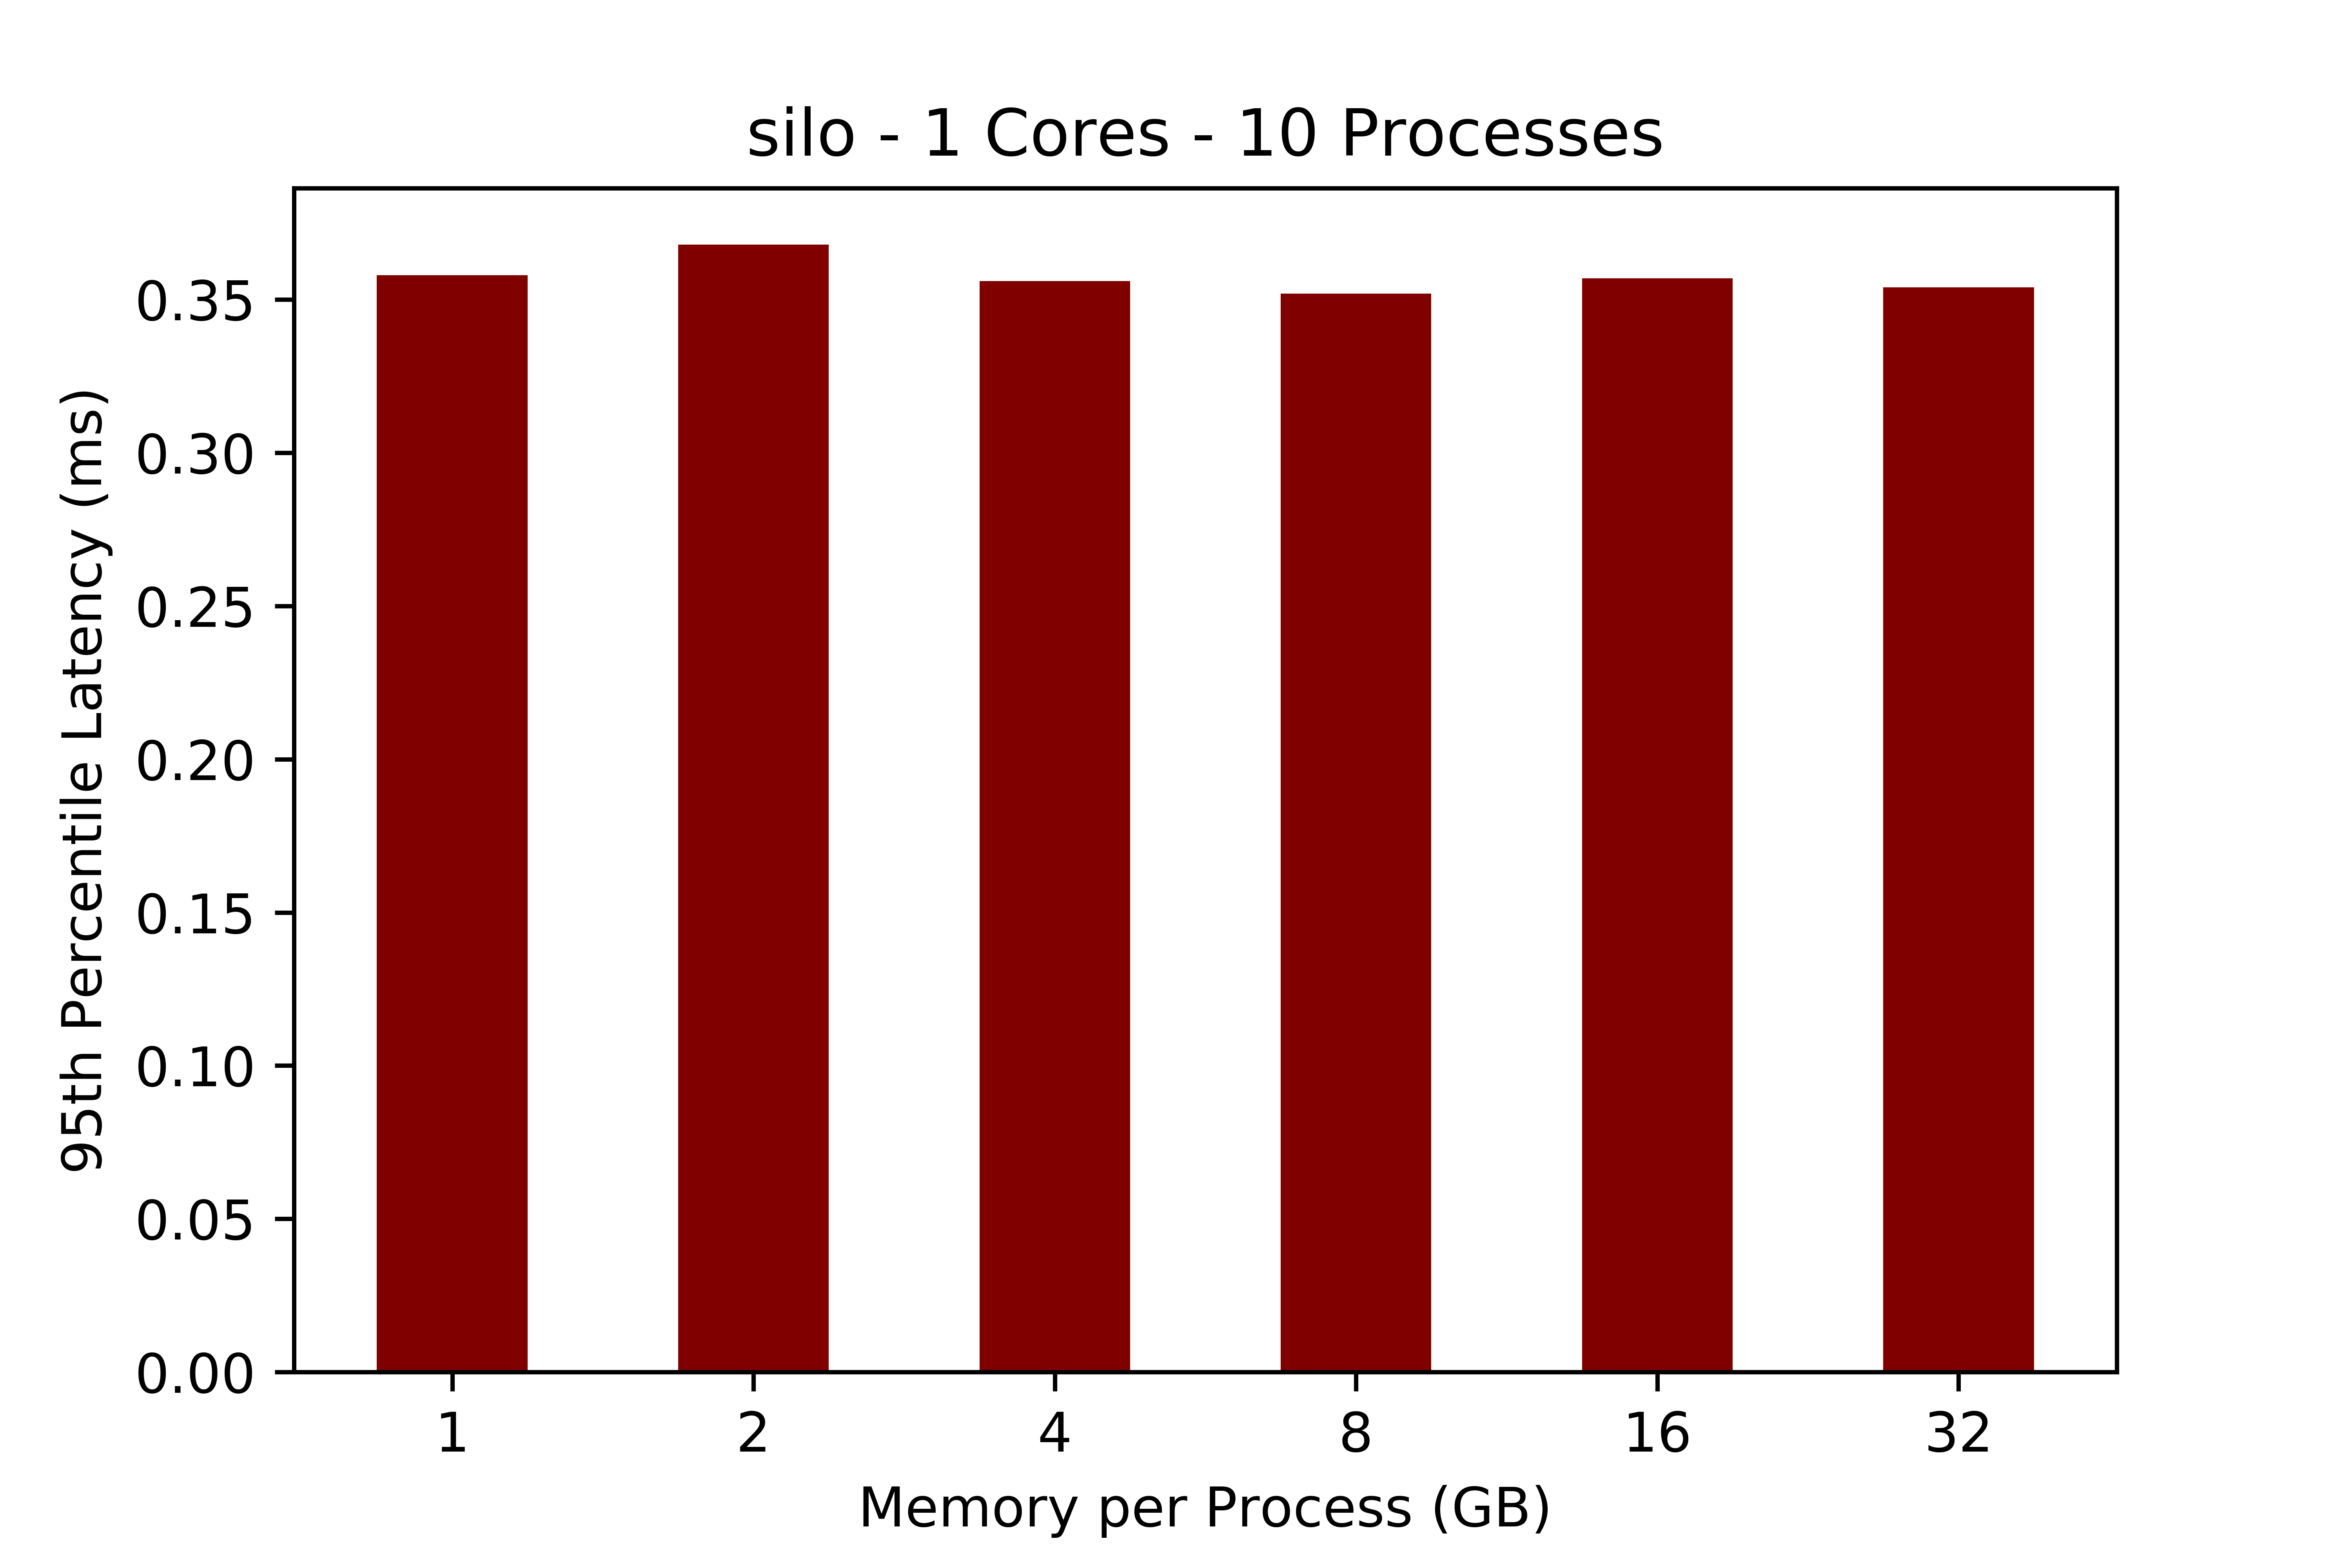 silo - 1 Cores - 10 Processes
95th Percentile Latency (ms)
0.35
0.30
0.25
0.20
0.15
0.10
0.05
0.00
1 2 4 8 16 32
Memory per Process (GB)